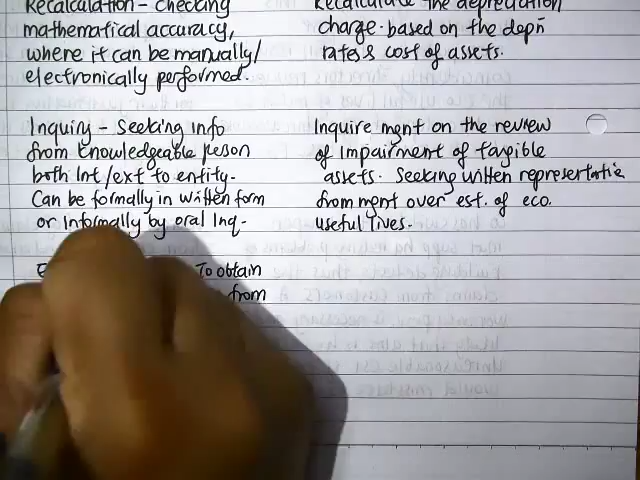 Recalculation - Checking
mathematical accuracy,
where it can be manually/
electronically performed.
Recalculate the depreciation
charge based on the depñ
rates & cost of assets.
Inquiry - Seeking info
from knowledgeable person
both Int/ext to entity.
Can be formally in written form
or Informally by oral Inq.
Inquire mgnt on the review
of Impairment of tangible
assets. Seeking written representatio
from mgnt over est. of eco.
useful lives.
To obtain
from